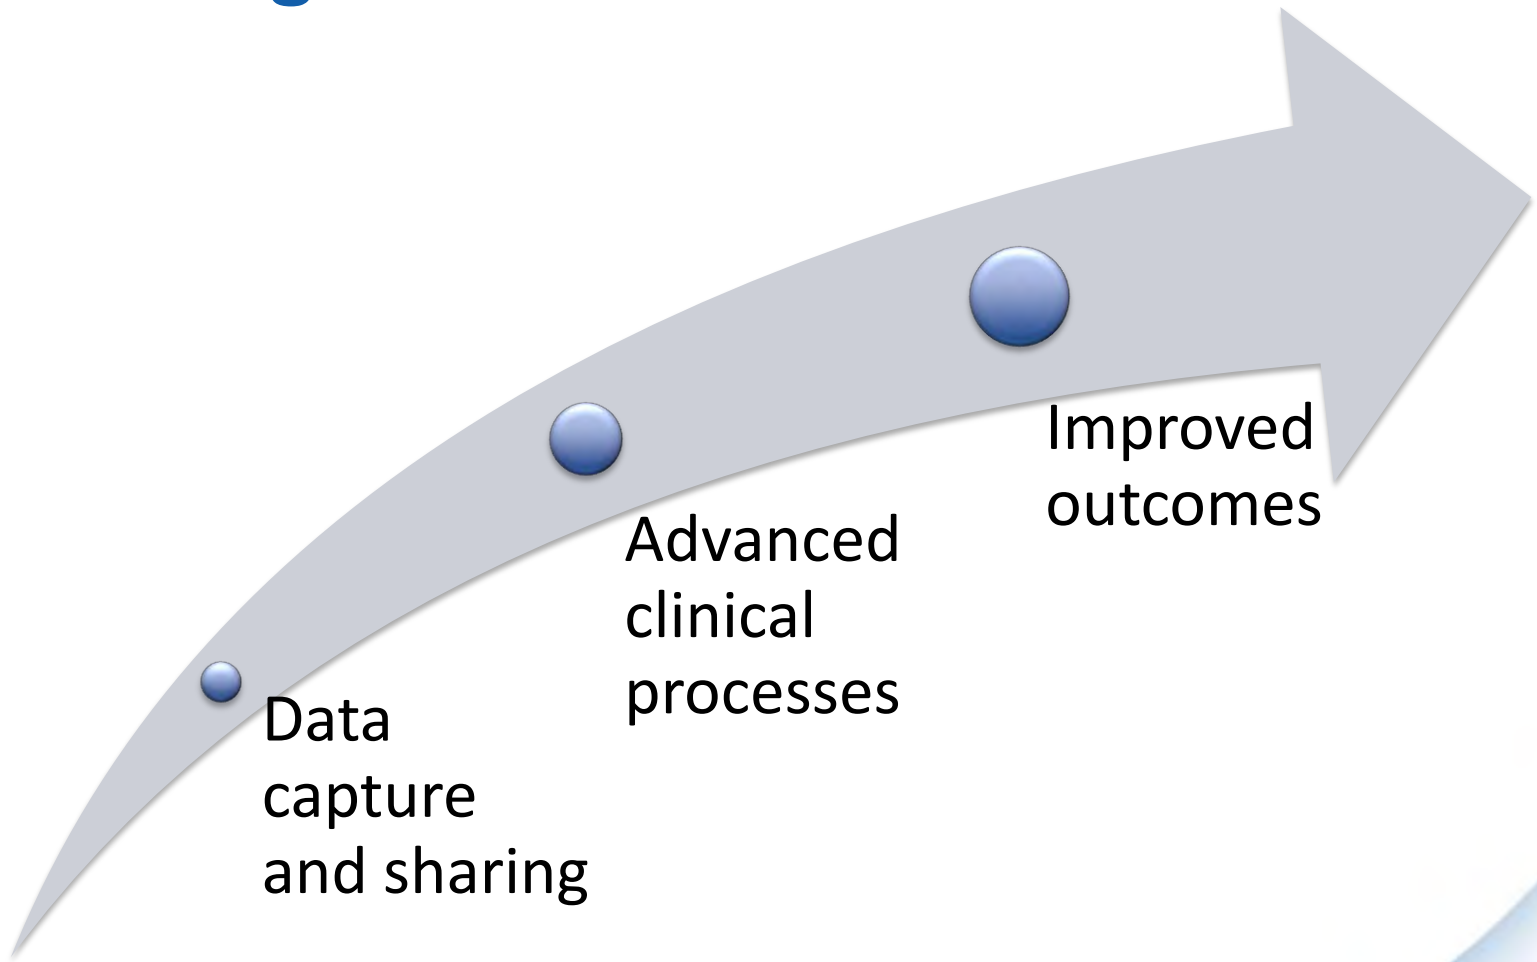 Improved
outcomes
Advanced
clinical
processes
Data
capture
and sharing